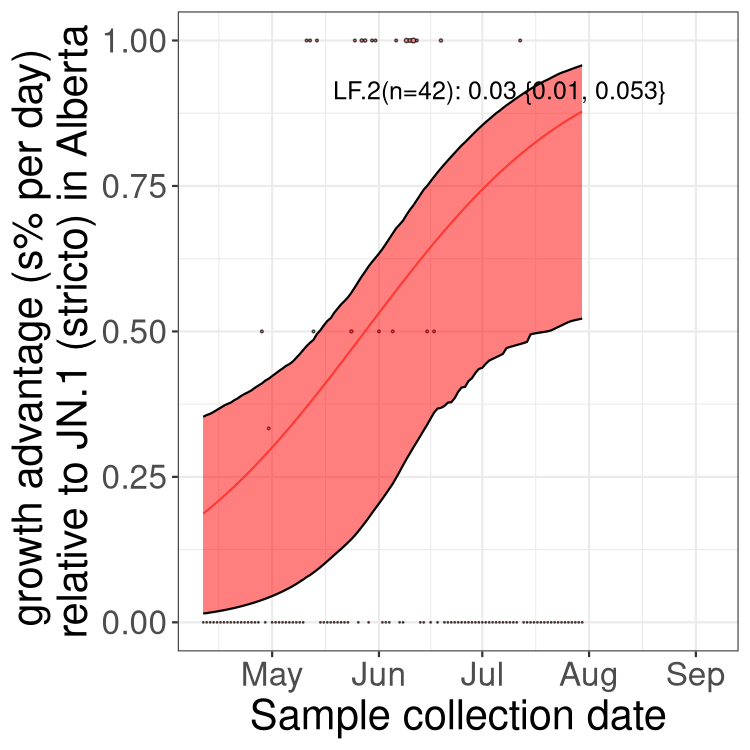 growth advantage (s% per day)
relative to JN.1 (stricto) in Alberta
1.00
0.75
0.50
0.25
0.00
LF.2(n=42): 0.03 {0.01, 0.053}
May Jun Jul Aug Sep
Sample collection date